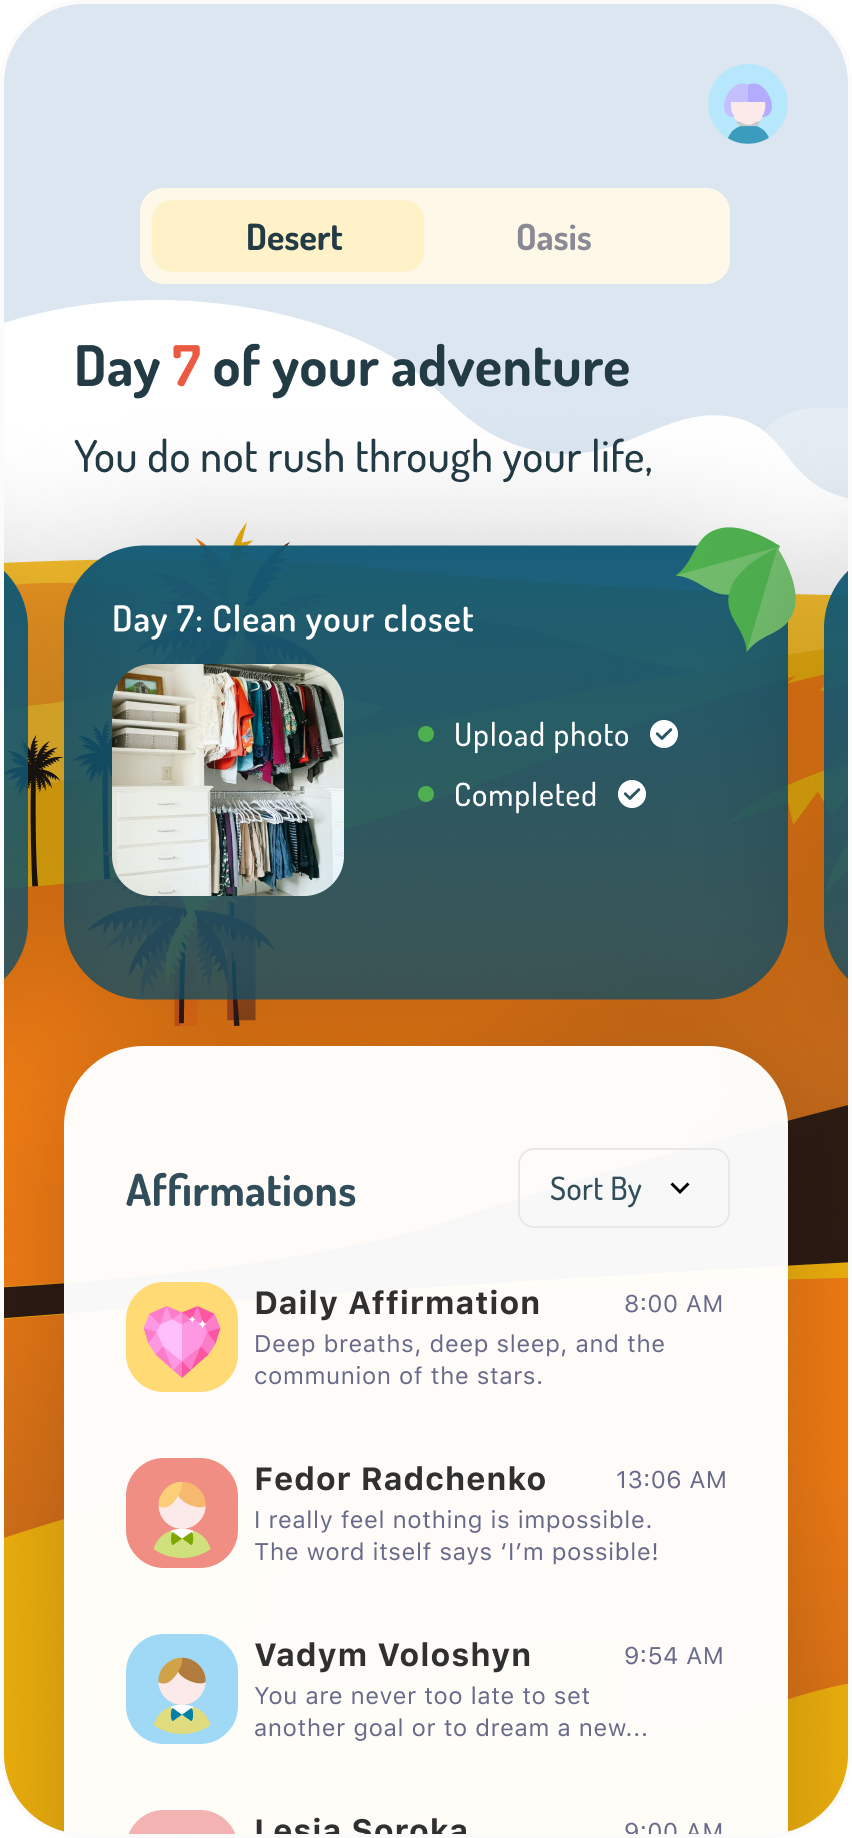 Desert
Oasis
Day 7 of your adventure
You do not rush through your life,
Day 7: Clean your closet
Upload photo
Completed
Affirmations
Sort By
Daily Affirmation
8:00 AM
Deep breaths, deep sleep, and the
communion of the stars.
Fedor Radchenko
13:06 AM
I really feel nothing is impossible.
The word itself says ‘I’m possible!
Vadym Voloshyn
9:54 AM
You are never too late to set
another goal or to dream a new...
Lesia Soroka
9:00 AM